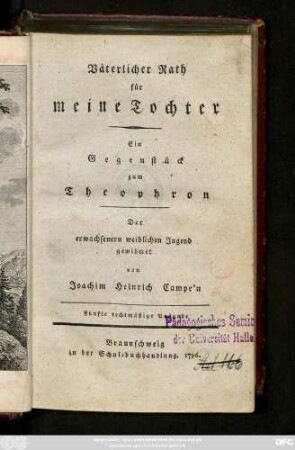 Väterlicher Rath
für
meine Tochter
Ein
Gegenstück
zum
Theophron
Der
erwachsenern weiblichen Jugend
gewidmet
von
Joachim Heinrich Campe'n
Fünfte rechtmäßige Ausgabe
Pädagogisches Semin
der Universität Halle
Braunschweig
in der Schulbuchhandlung, 1796.